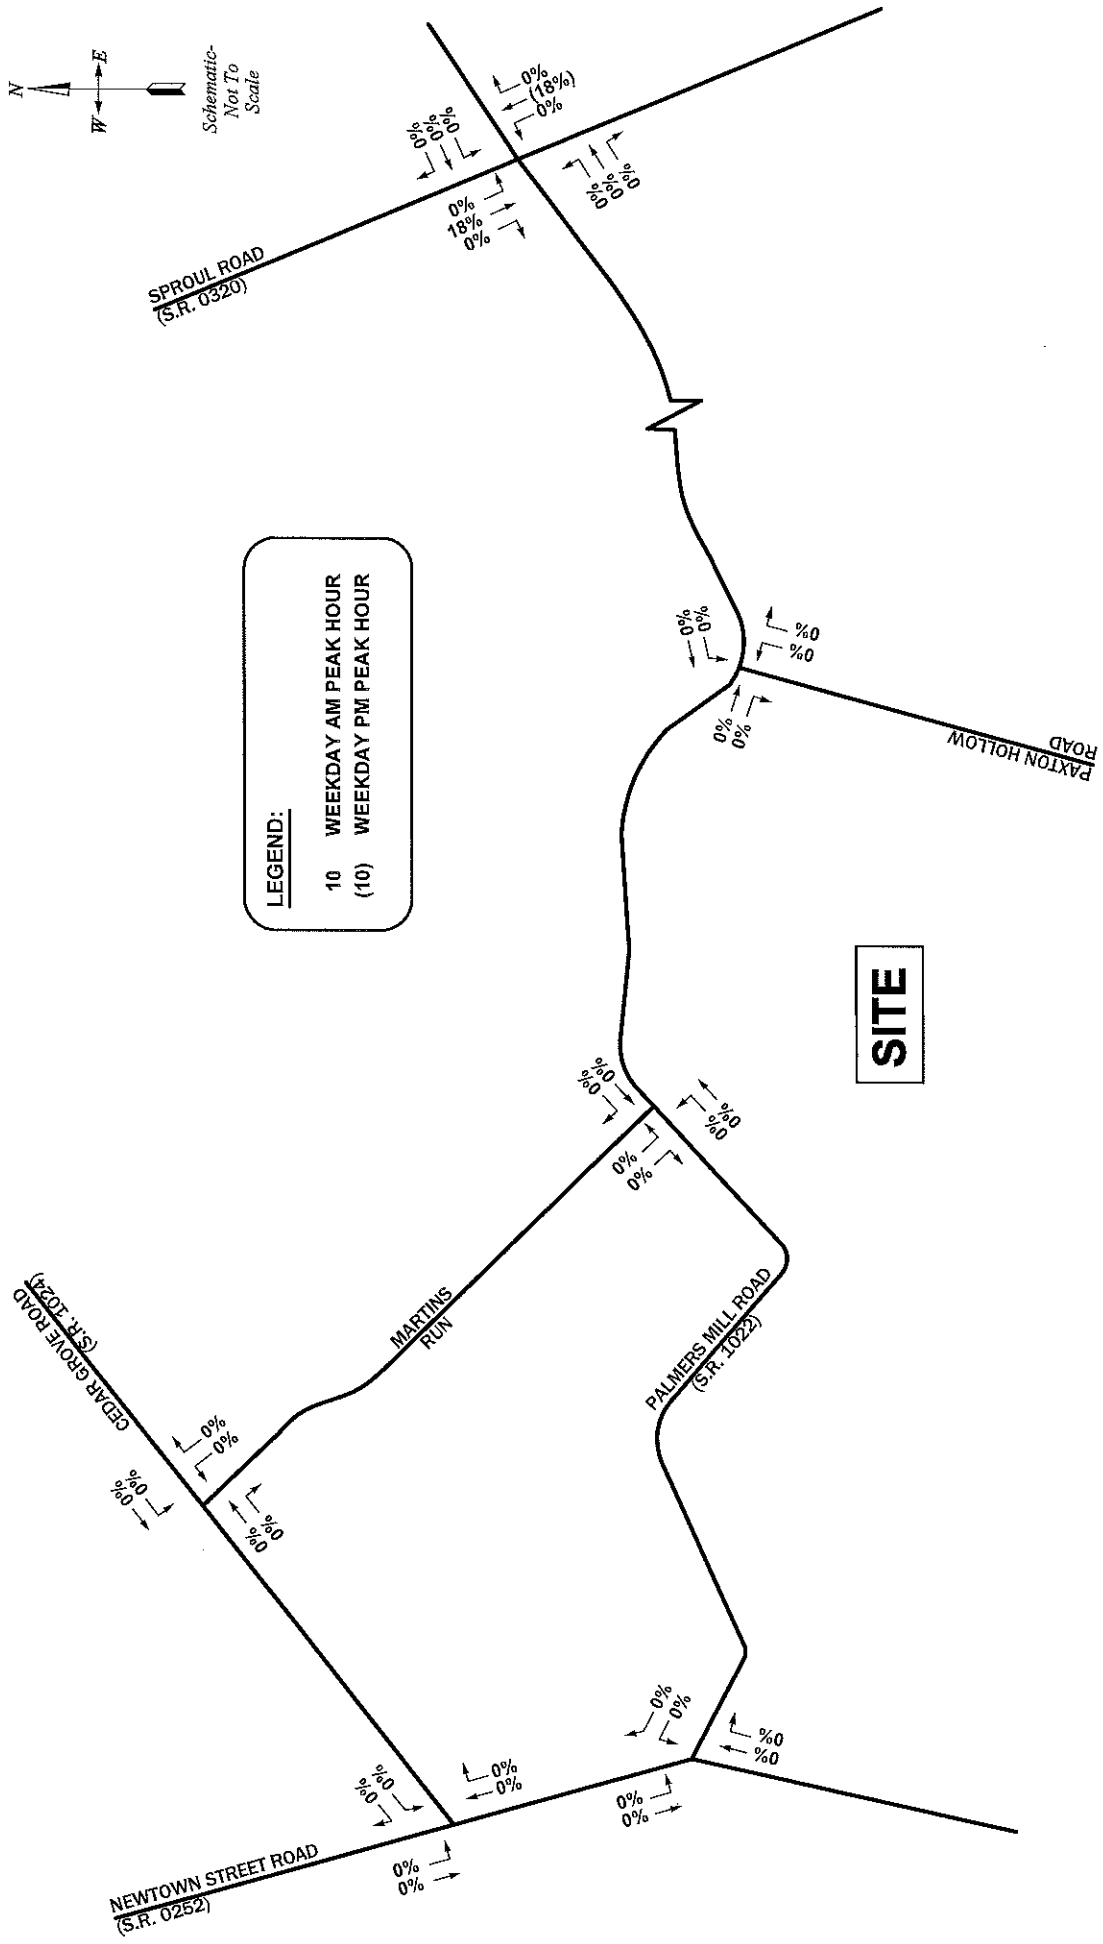 N
W E
Schematic-
Not To
Scale
SPROUL ROAD
(S.R. 0320)
0%
0%
0%
0%
(18%)
0%
0%
18%
0%
0%
0%
0%
LEGEND:
10 WEEKDAY AM PEAK HOUR
(10) WEEKDAY PM PEAK HOUR
0%
0%
0%
0%
0%
0%
PAXTON HOLLOW
ROAD
SITE
0%
0%
0%
0%
0%
0%
MARTINS
RUN
PALMERS MILL ROAD
(S.R. 1022)
CEDAR GROVE ROAD
(S.R. 1024)
0%
0%
0%
0%
0%
0%
NEWTOWN STREET ROAD
(S.R. 0252)
0%
0%
0%
0%
0%
0%
0%
0%
0%
0%
0%
0%